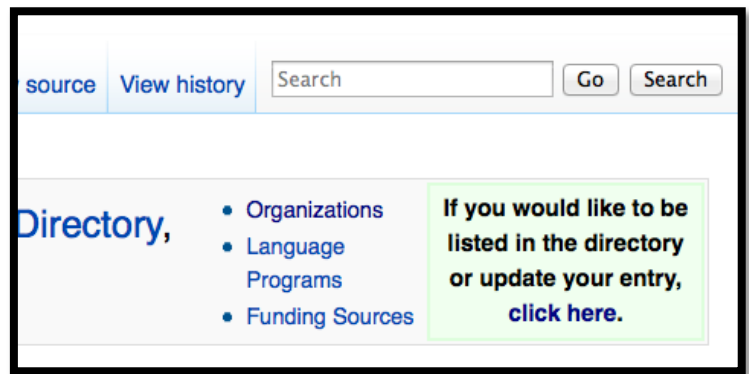 source View history Search Go Search
Directory,
• Organizations
• Language
Programs
• Funding Sources
If you would like to be
listed in the directory
or update your entry,
click here.